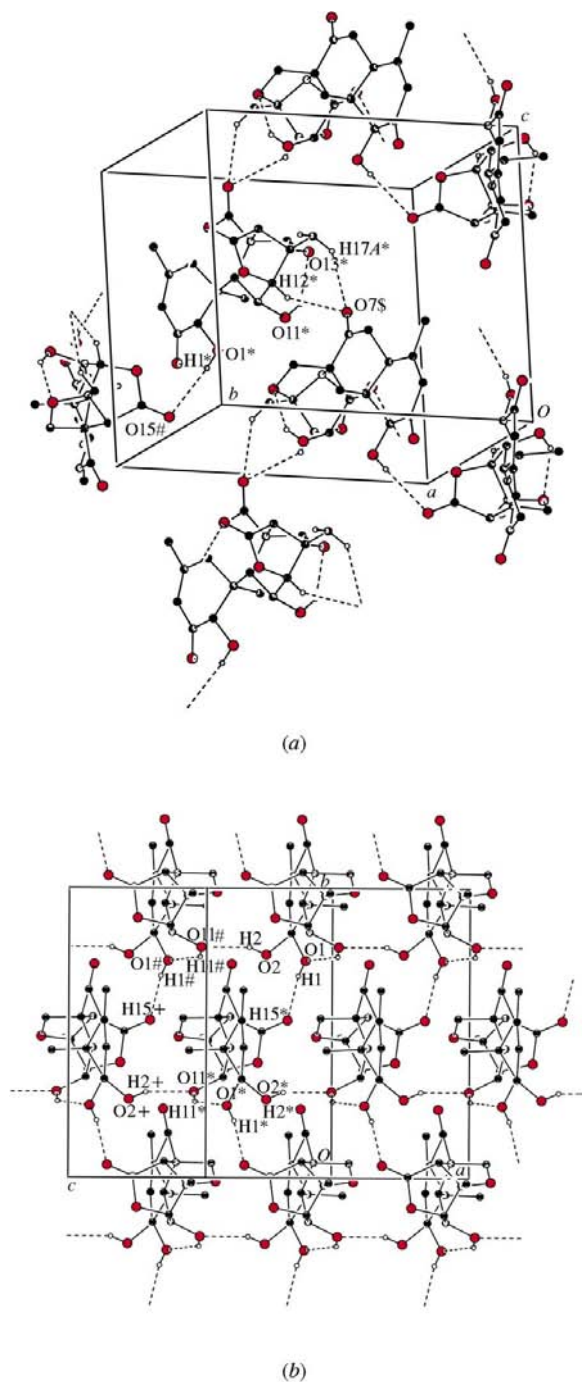 c
H17A*
O13*
H12*
O7$
O11*
H1* O1*
b
O15#
O
a
(a)
b
O11# H2 O1
O1# H11# O2
H1# H1
H15'+ H15*
H2+ O11* O2*
O1*
O2+ H11* H2*
H1*
O a
c
(b)